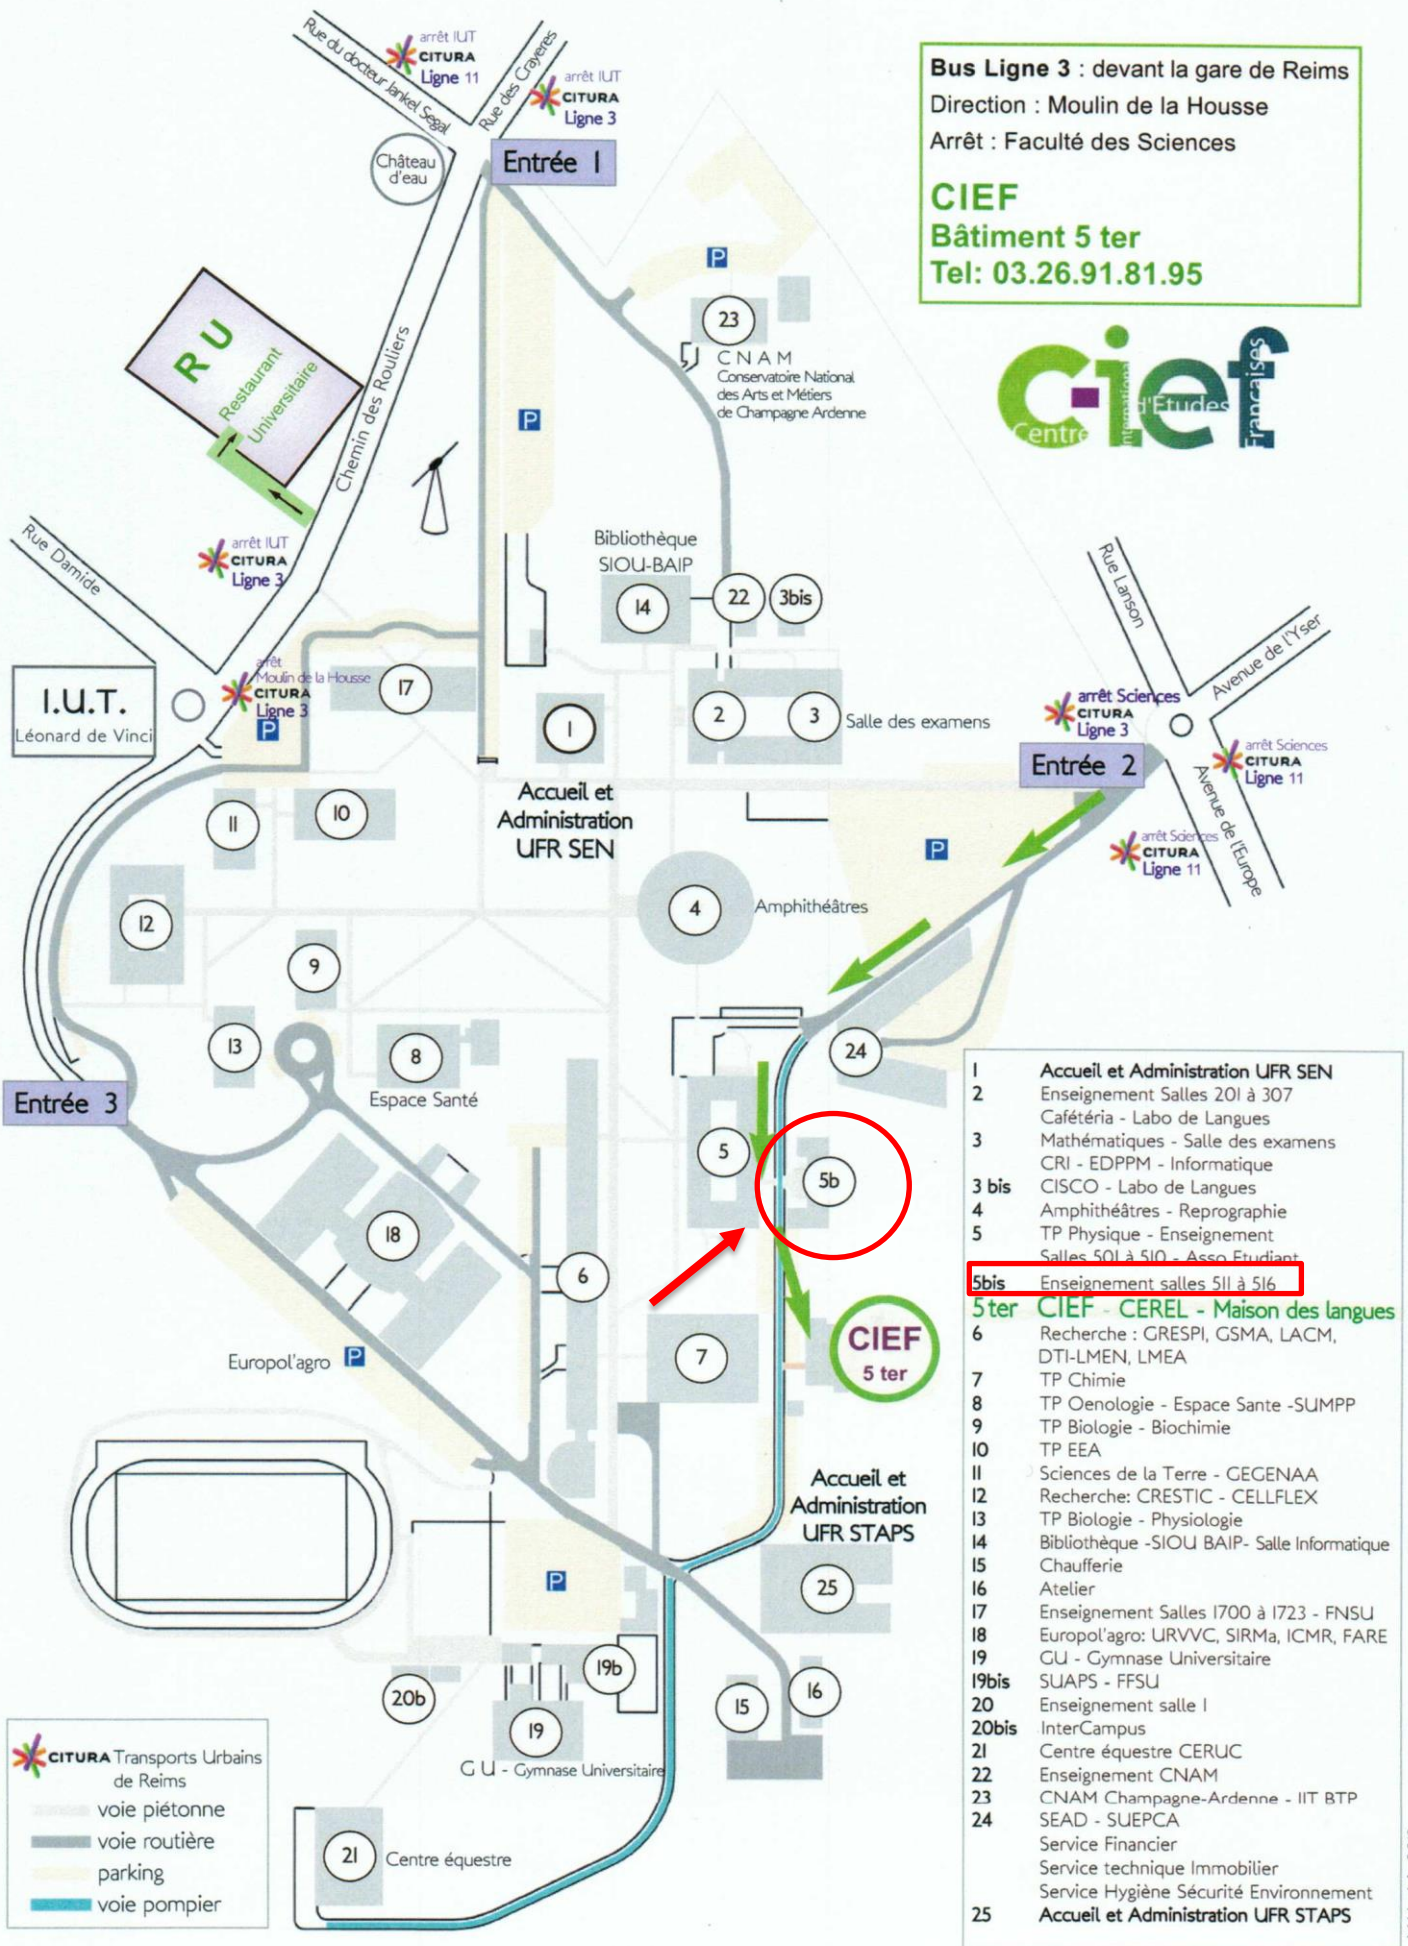 Rue du docteur Jankel Segal
arrêt IUT
CITURA
Ligne 11
Rue des Crayeres
arrêt IUT
CITURA
Ligne 3
Château
d'eau
Entrée 1
Bus Ligne 3 : devant la gare de Reims
Direction : Moulin de la Housse
Arrêt : Faculté des Sciences
CIEF
Bâtiment 5 ter
Tel: 03.26.91.81.95
cief
Centre
International
d'Études
Françaises
P
23
CNAM
Conservatoire National
des Arts et Métiers
de Champagne Ardenne
R U
Restaurant
Universitaire
Chemin des Rouliers
P
Rue Damide
arrêt IUT
CITURA
Ligne 3
Bibliothèque
SIOU-BAIP
14
22
3bis
Rue Lanson
Avenue de l'Yser
I.U.T.
Léonard de Vinci
arrêt
Moulin de la Housse
CITURA
Ligne 3
P
17
1
2
3
Salle des examens
arrêt Sciences
CITURA
Ligne 3
Entrée 2
arrêt Sciences
CITURA
Ligne 11
Avenue de l'Europe
Accueil et
Administration
UFR SEN
11
10
P
arrêt Sciences
CITURA
Ligne 11
12
4
Amphithéâtres
9
13
8
Espace Santé
24
Entrée 3
5
5b
18
6
Europol'agro
P
7
CIEF
5 ter
Accueil et
Administration
UFR STAPS
25
P
19b
20b
19
15
16
G U - Gymnase Universitaire
21
Centre équestre
CITURA Transports Urbains
de Reims
voie piétonne
voie routière
parking
voie pompier
1 Accueil et Administration UFR SEN
2 Enseignement Salles 201 à 307
Cafétéria - Labo de Langues
3 Mathématiques - Salle des examens
CRI - EDPPM - Informatique
3 bis CISCO - Labo de Langues
4 Amphithéâtres - Reprographie
5 TP Physique - Enseignement
Salles 501 à 510 - Asso Etudiant
5bis Enseignement salles 511 à 516
5 ter CIEF - CEREL - Maison des langues
6 Recherche : GRESPI, GSMA, LACM,
DTI-LMEN, LMEA
7 TP Chimie
8 TP Oenologie - Espace Sante -SUMPP
9 TP Biologie - Biochimie
10 TP EEA
11 Sciences de la Terre - GEGENAA
12 Recherche: CRESTIC - CELLFLEX
13 TP Biologie - Physiologie
14 Bibliothèque -SIOU BAIP- Salle Informatique
15 Chaufferie
16 Atelier
17 Enseignement Salles 1700 à 1723 - FNSU
18 Europol'agro: URVVC, SIRMa, ICMR, FARE
19 GU - Gymnase Universitaire
19bis SUAPS - FFSU
20 Enseignement salle 1
20bis InterCampus
21 Centre équestre CERUC
22 Enseignement CNAM
23 CNAM Champagne-Ardenne - IIT BTP
24 SEAD - SUEPCA
Service Financier
Service technique Immobilier
Service Hygiène Sécurité Environnement
25 Accueil et Administration UFR STAPS